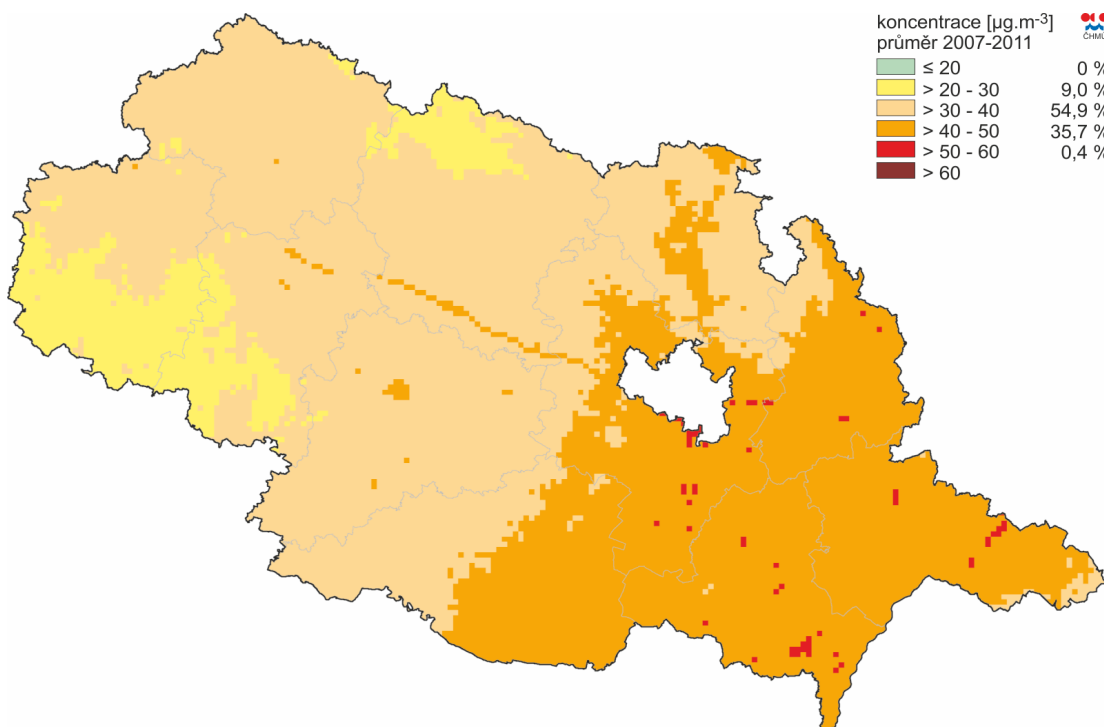 koncentrace [µg.m-3]
průměr 2007-2011
ČHMÚ
≤ 20 0 %
> 20 - 30 9,0 %
> 30 - 40 54,9 %
> 40 - 50 35,7 %
> 50 - 60 0,4 %
> 60